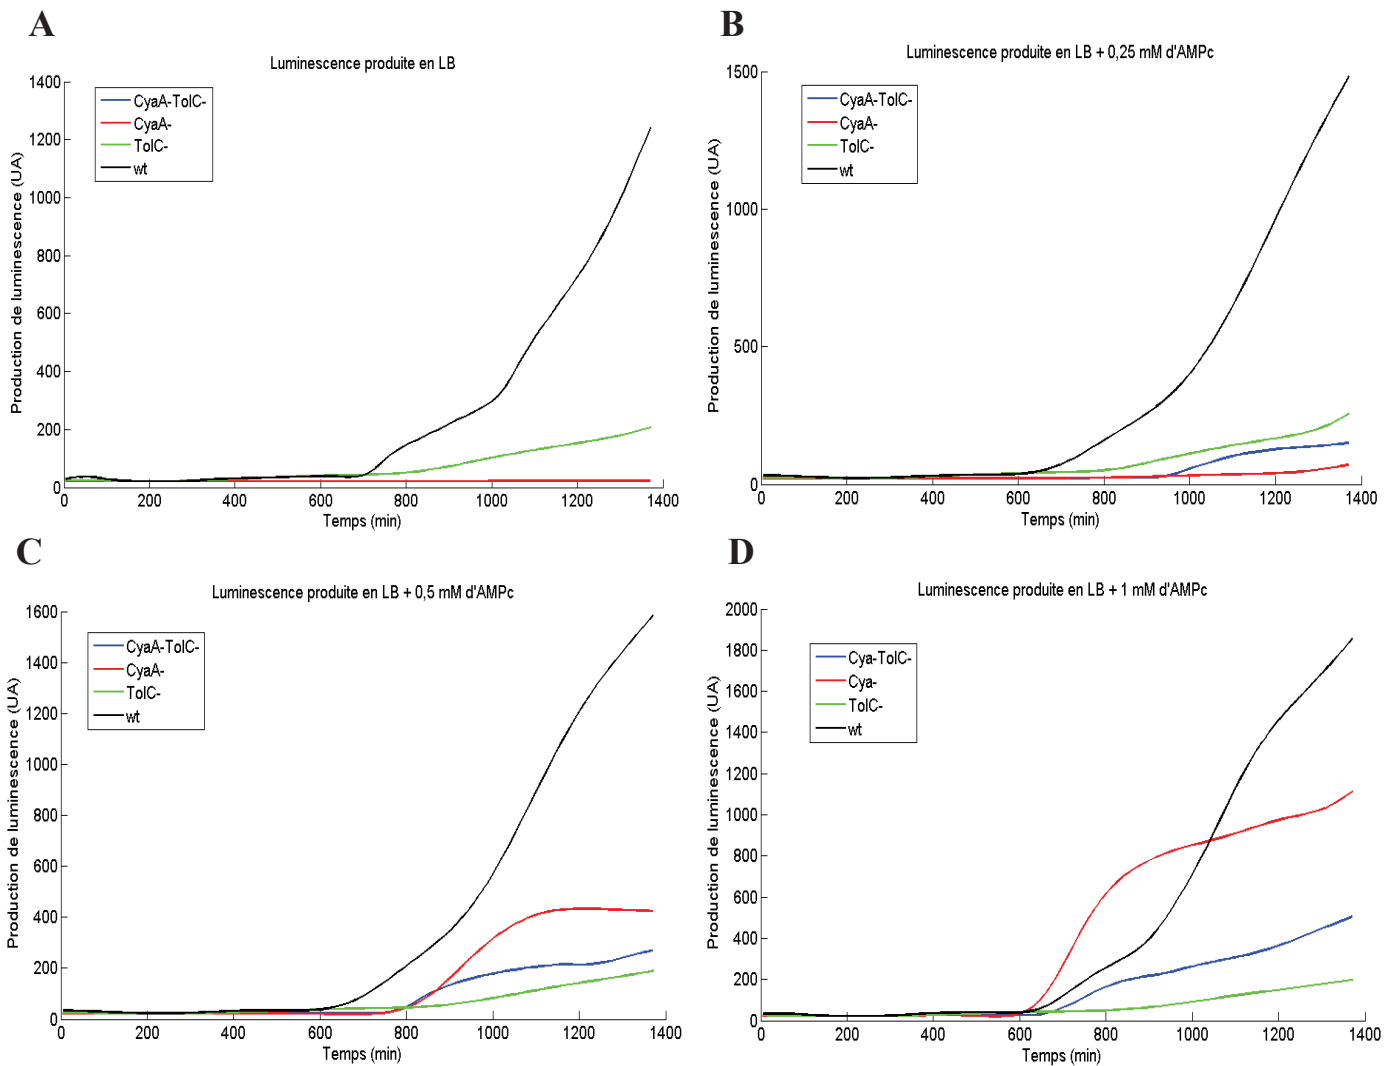 A
Luminescence produite en LB
1400
1200
1000
800
600
400
200
0
Production de luminescence (UA)
CyaA-TolC-
CyaA-
TolC-
wt
0 200 400 600 800 1000 1200 1400
Temps (min)
B
Luminescence produite en LB + 0,25 mM d'AMPc
1500
1000
500
0
Production de luminescence (UA)
CyaA-TolC-
CyaA-
TolC-
wt
0 200 400 600 800 1000 1200 1400
Temps (min)
C
Luminescence produite en LB + 0,5 mM d'AMPc
1600
1400
1200
1000
800
600
400
200
0
Production de luminescence (UA)
CyaA-TolC-
CyaA-
TolC-
wt
0 200 400 600 800 1000 1200 1400
Temps (min)
D
Luminescence produite en LB + 1 mM d'AMPc
2000
1800
1600
1400
1200
1000
800
600
400
200
0
Production de luminescence (UA)
Cya-TolC-
Cya-
TolC-
wt
0 200 400 600 800 1000 1200 1400
Temps (min)